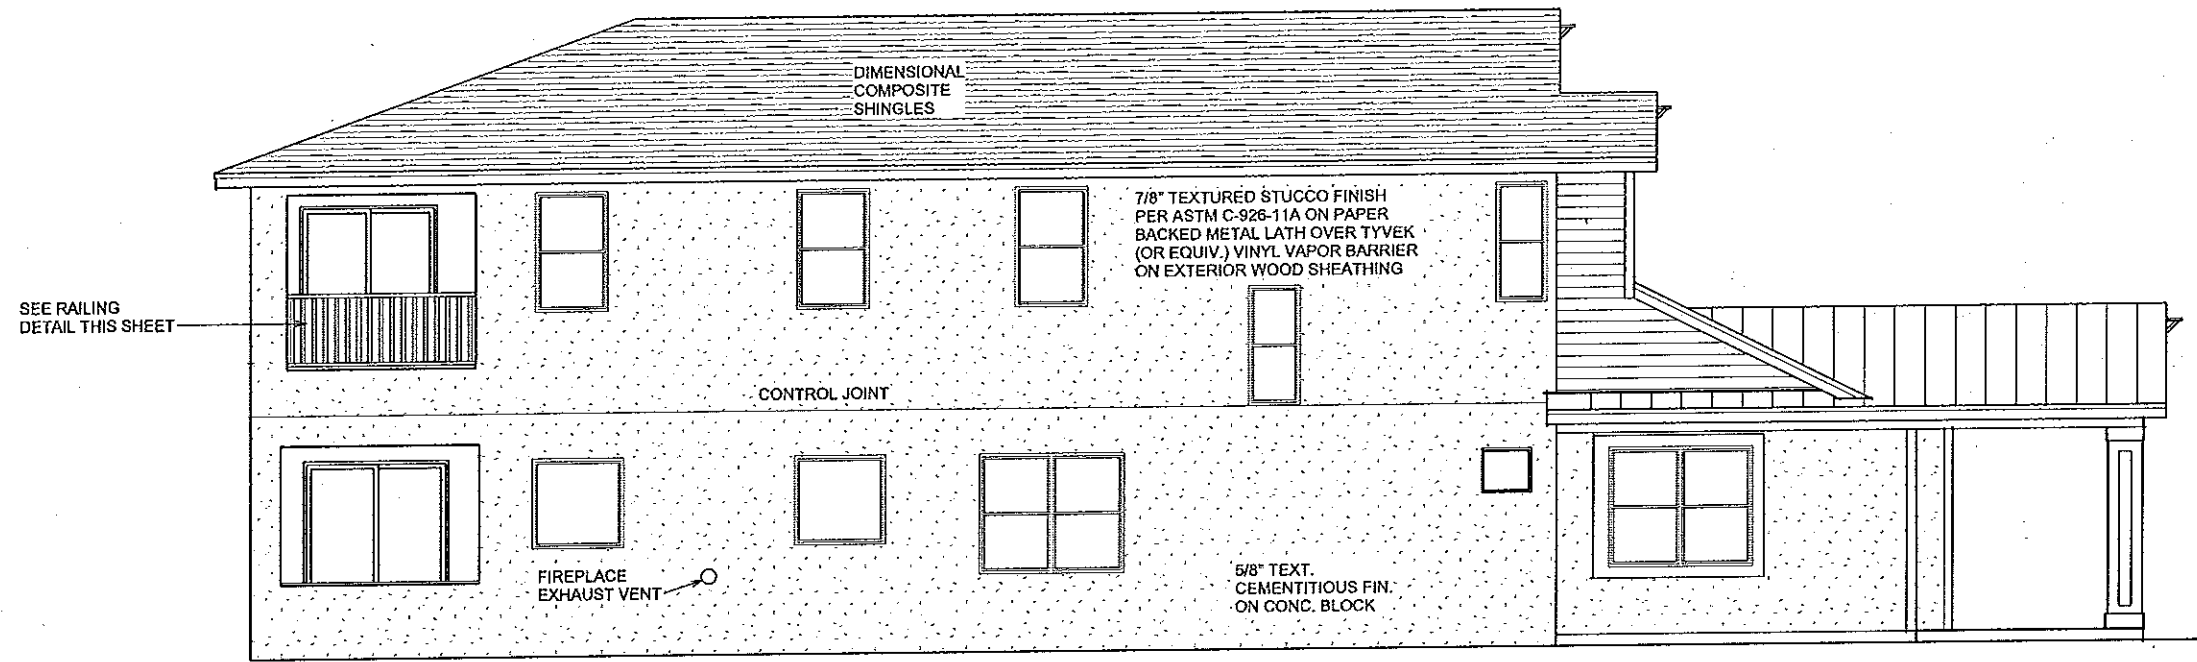 DIMENSIONAL
COMPOSITE
SHINGLES
7/8" TEXTURED STUCCO FINISH
PER ASTM C-926-11A ON PAPER
BACKED METAL LATH OVER TYVEK
(OR EQUIV.) VINYL VAPOR BARRIER
ON EXTERIOR WOOD SHEATHING
SEE RAILING
DETAIL THIS SHEET
CONTROL JOINT
FIREPLACE
EXHAUST VENT
5/8" TEXT.
CEMENTITIOUS FIN.
ON CONC. BLOCK